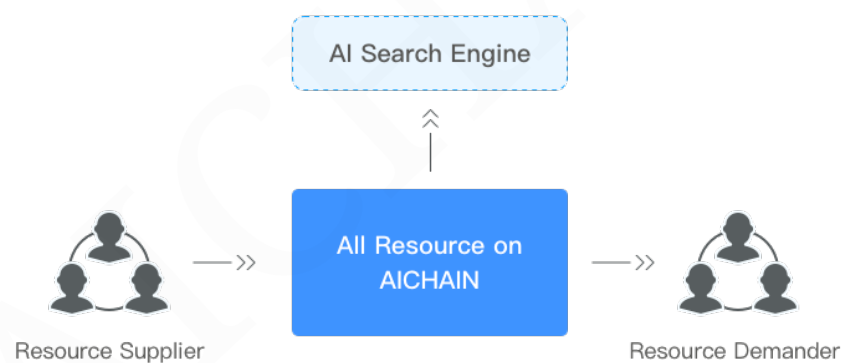 AI Search Engine
All Resource on
AICHAIN
Resource Supplier
Resource Demander